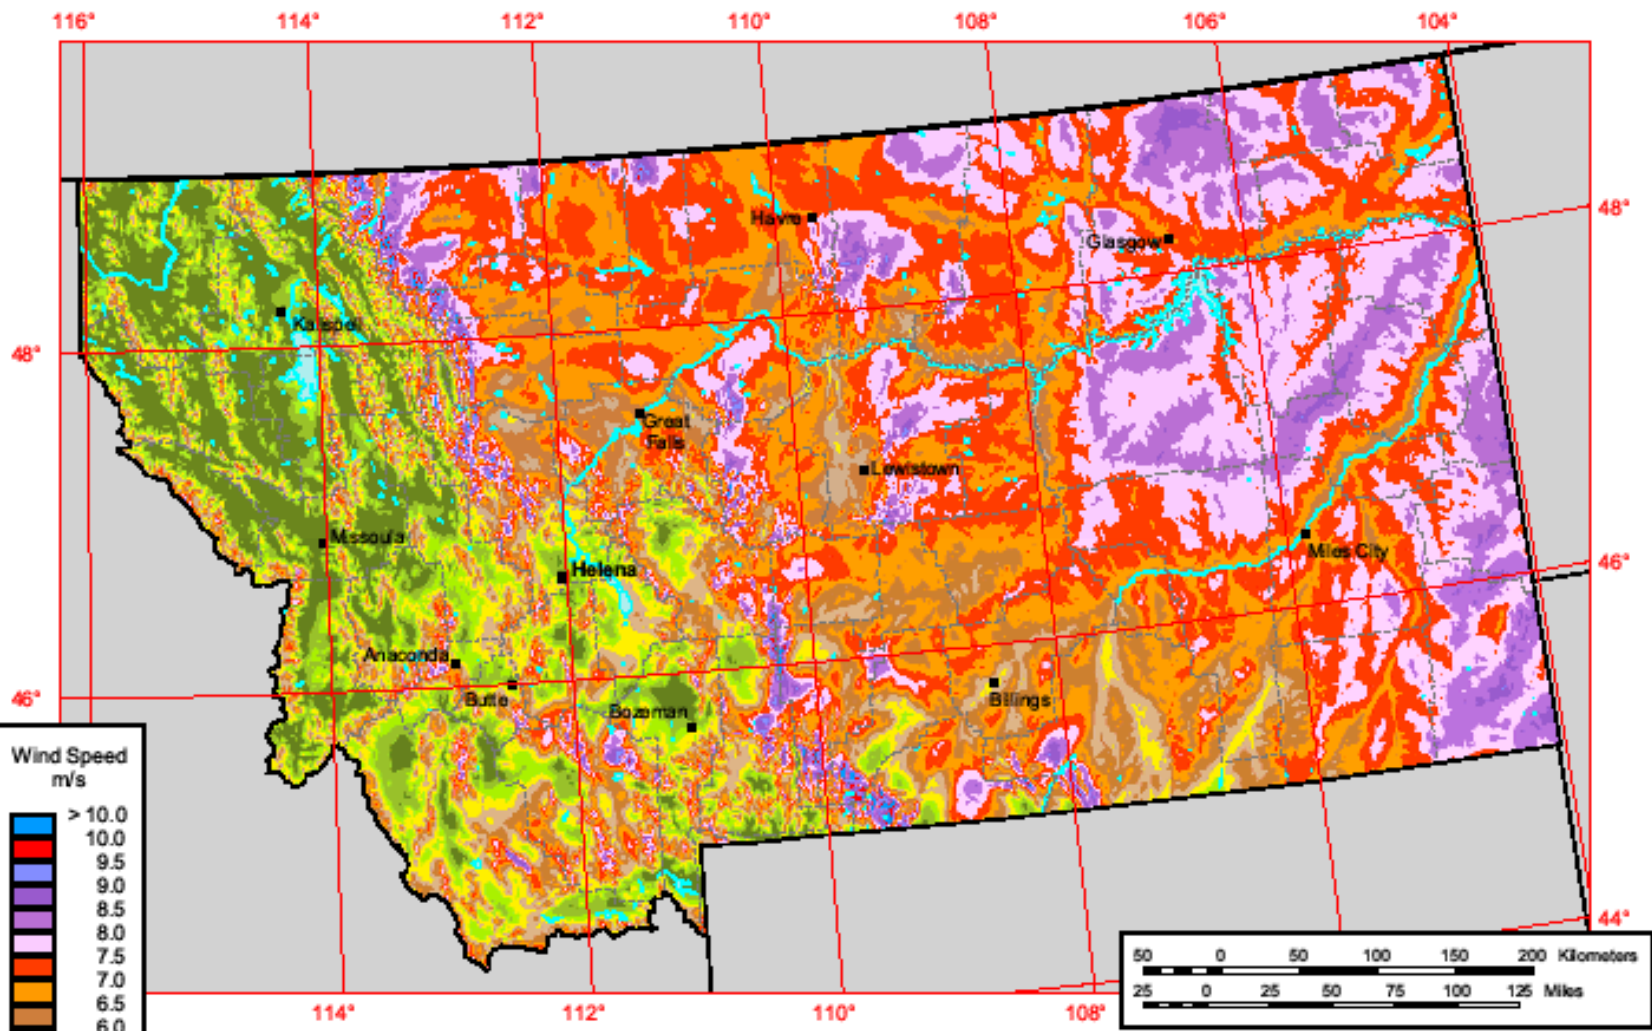 116° 114° 112° 110° 108° 106° 104°
Havre
Glasgow
48°
Kalispell
48°
Great
Falls
Lewistown
Missoula
Helena
Miles City
46°
Anaconda
Butte
Bozeman
Billings
46°
Wind Speed
m/s
> 10.0
10.0
9.5
9.0
8.5
8.0
7.5
7.0
6.5
6.0
44°
50 0 50 100 150 200 Kilometers
25 0 25 50 75 100 125 Miles
114° 112° 110° 108°